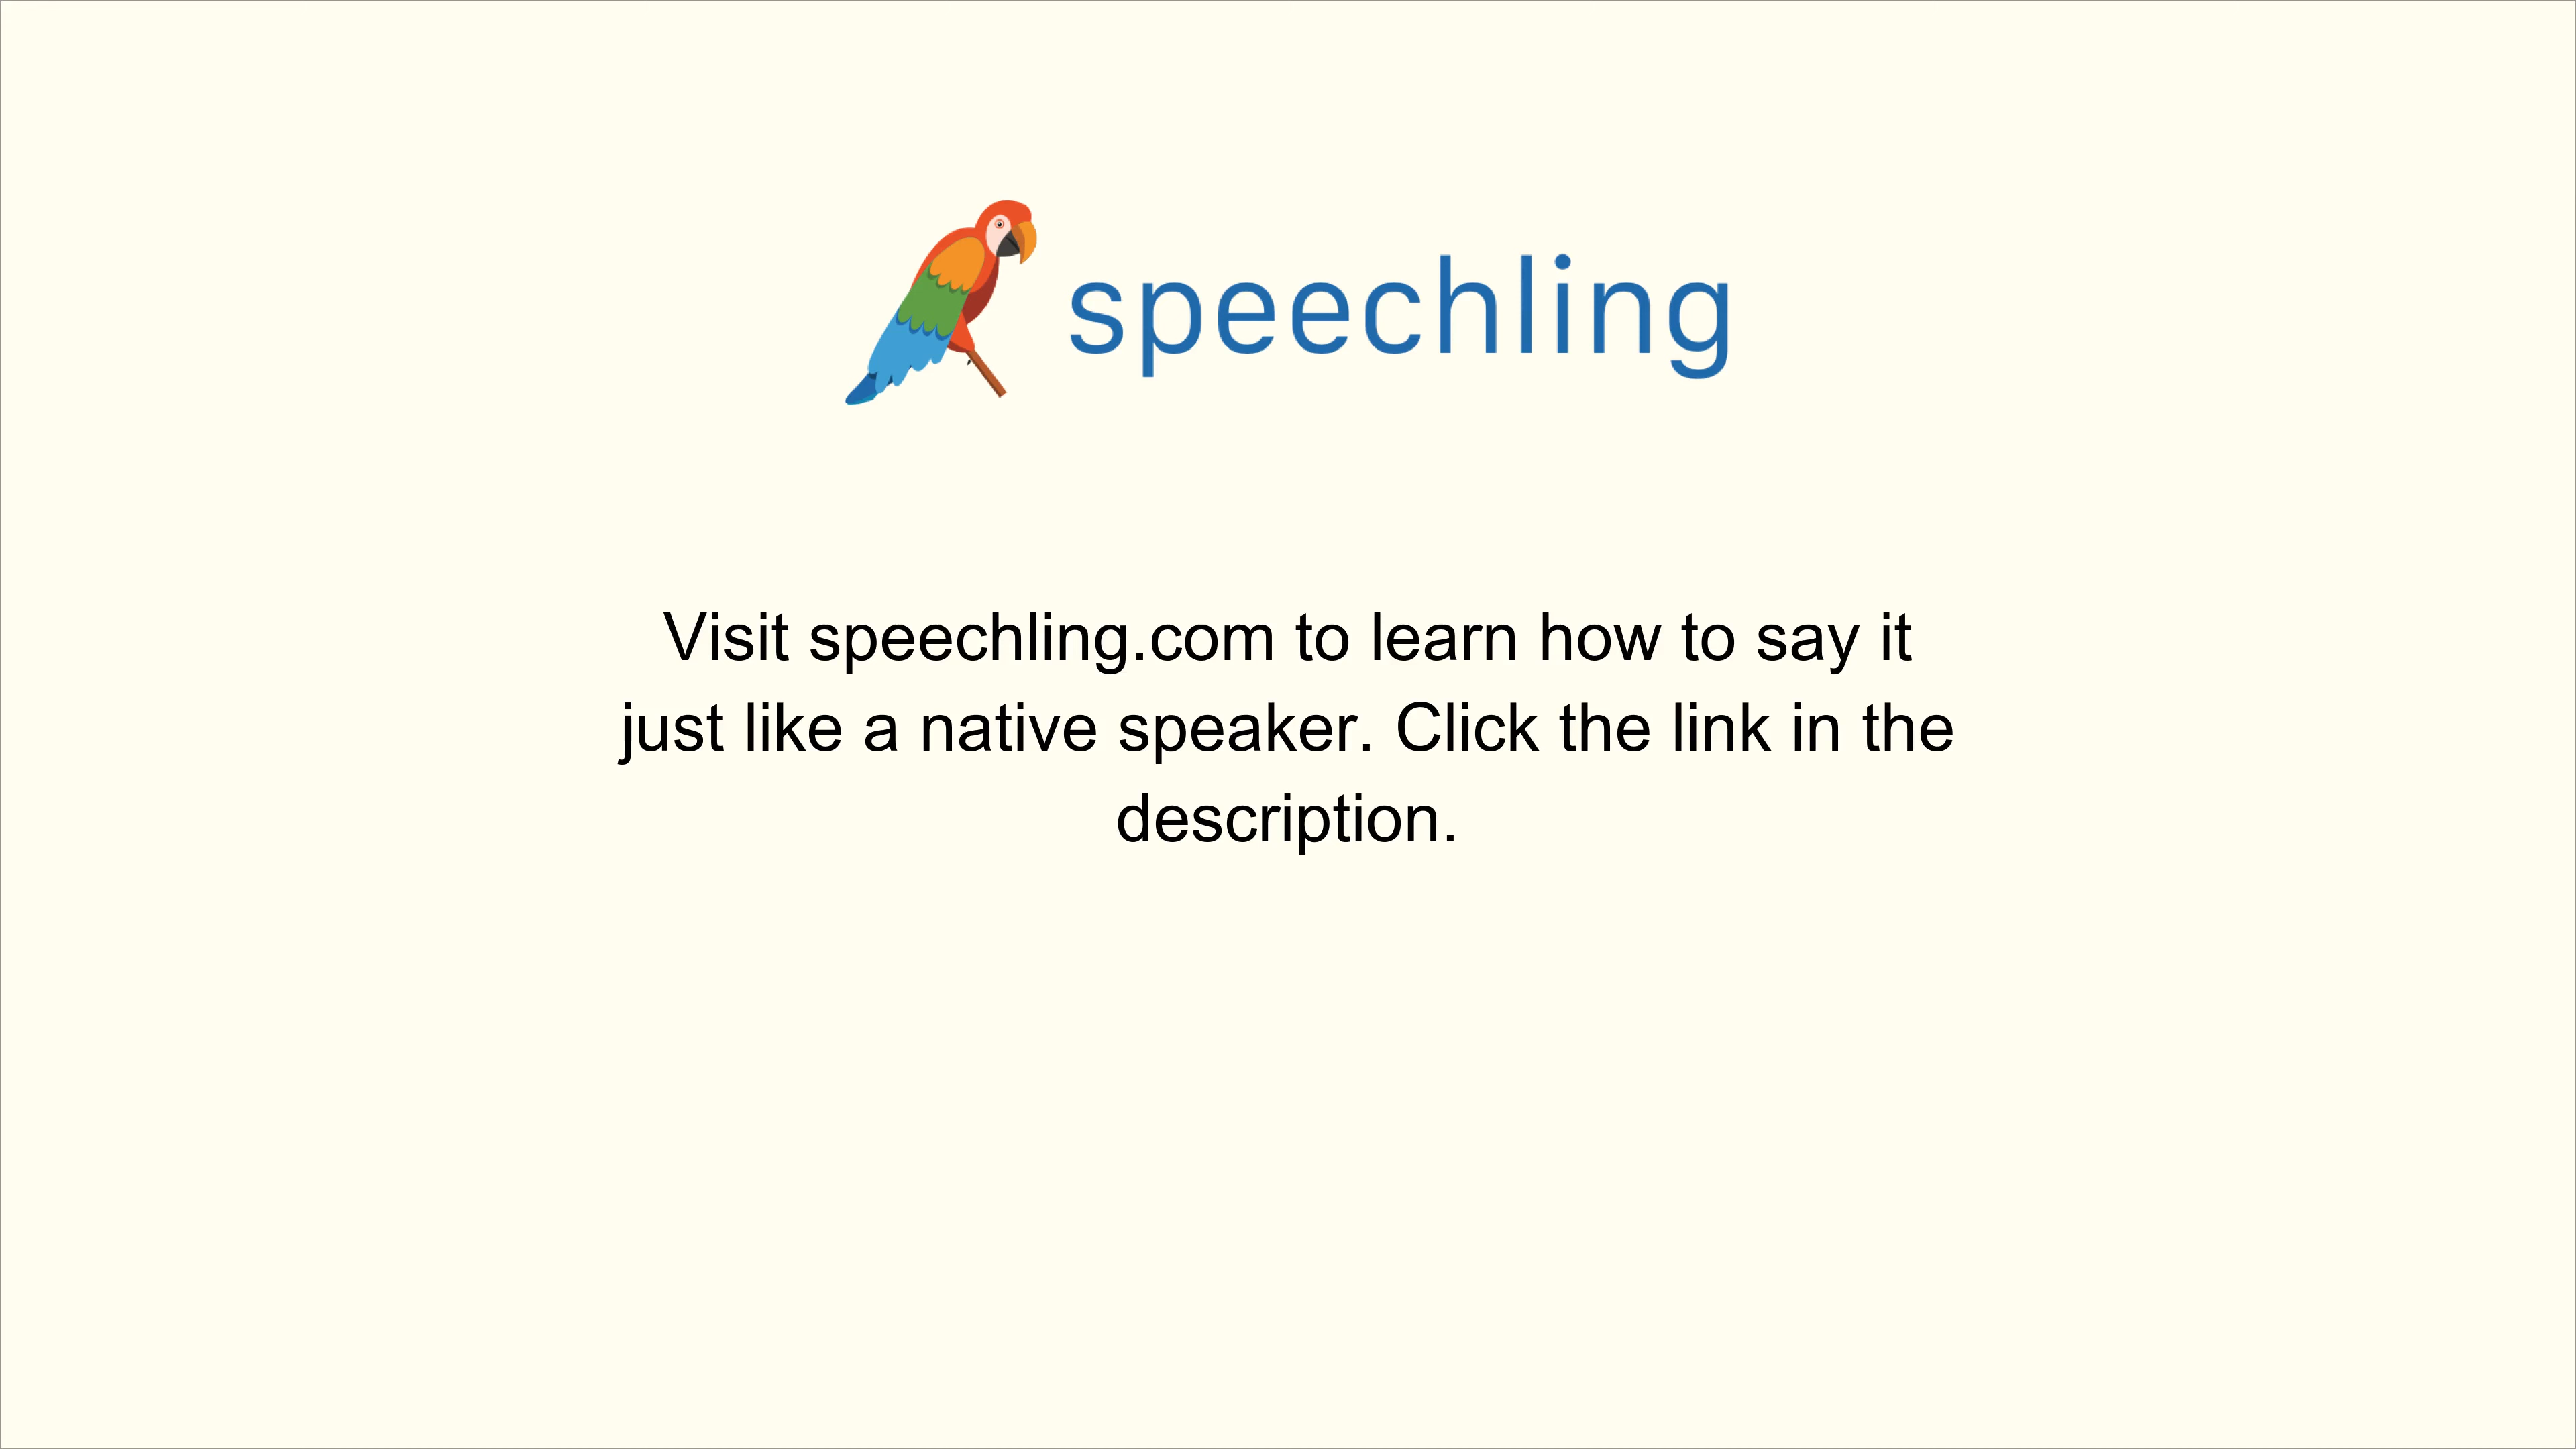 speechling
Visit speechling.com to learn how to say it
just like a native speaker. Click the link in the
description.